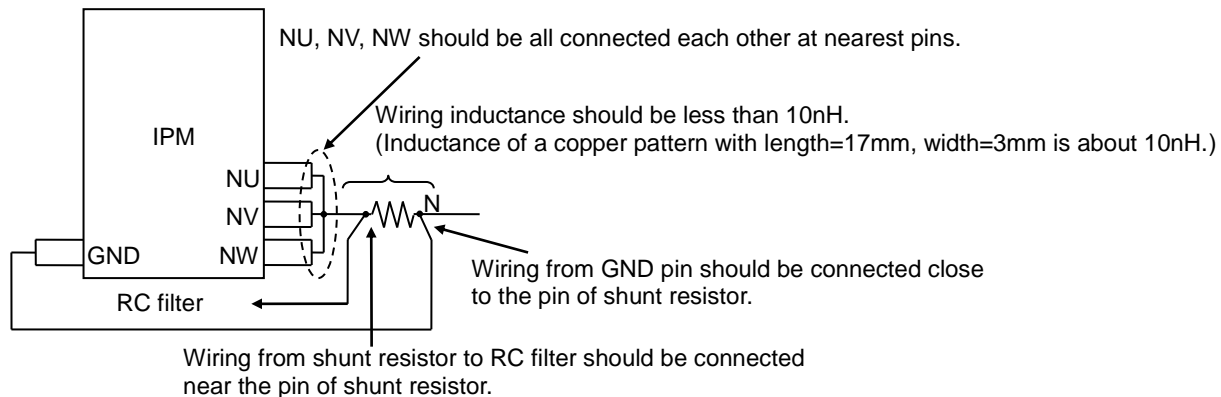 NU, NV, NW should be all connected each other at nearest pins.
Wiring inductance should be less than 10nH.
(Inductance of a copper pattern with length=17mm, width=3mm is about 10nH.)
IPM
NU
NV
NW
N
GND
Wiring from GND pin should be connected close
to the pin of shunt resistor.
RC filter
Wiring from shunt resistor to RC filter should be connected
near the pin of shunt resistor.